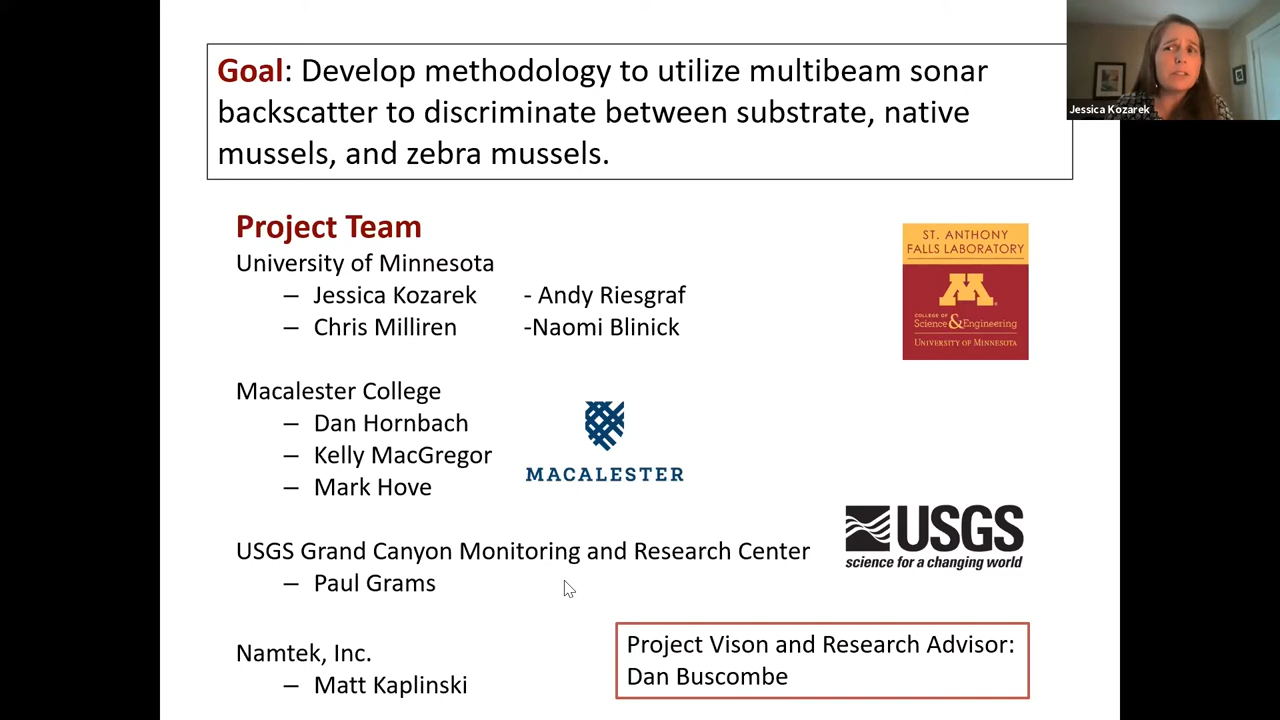 Goal: Develop methodology to utilize multibeam sonar
backscatter to discriminate between substrate, native
mussels, and zebra mussels.
Jessica Kozarek
Project Team
University of Minnesota
– Jessica Kozarek - Andy Riesgraf
– Chris Milliren -Naomi Blinick
ST. ANTHONY
FALLS LABORATORY
M
COLLEGE OF
Science & Engineering
UNIVERSITY OF MINNESOTA
Macalester College
– Dan Hornbach
– Kelly MacGregor
– Mark Hove
MACALESTER
USGS Grand Canyon Monitoring and Research Center
– Paul Grams
USGS
science for a changing world
Namtek, Inc.
– Matt Kaplinski
Project Vison and Research Advisor:
Dan Buscombe